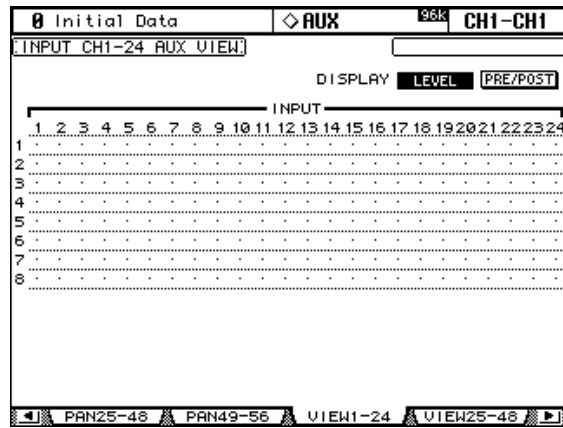 0 Initial Data ◇AUX 96K CH1-CH1
INPUT CH1-24 AUX VIEW
DISPLAY LEVEL PRE/POST
INPUT
1 2 3 4 5 6 7 8 9 10 11 12 13 14 15 16 17 18 19 20 21 22 23 24
1
2
3
4
5
6
7
8
PAN25-48 PAN49-56 VIEW1-24 VIEW25-48